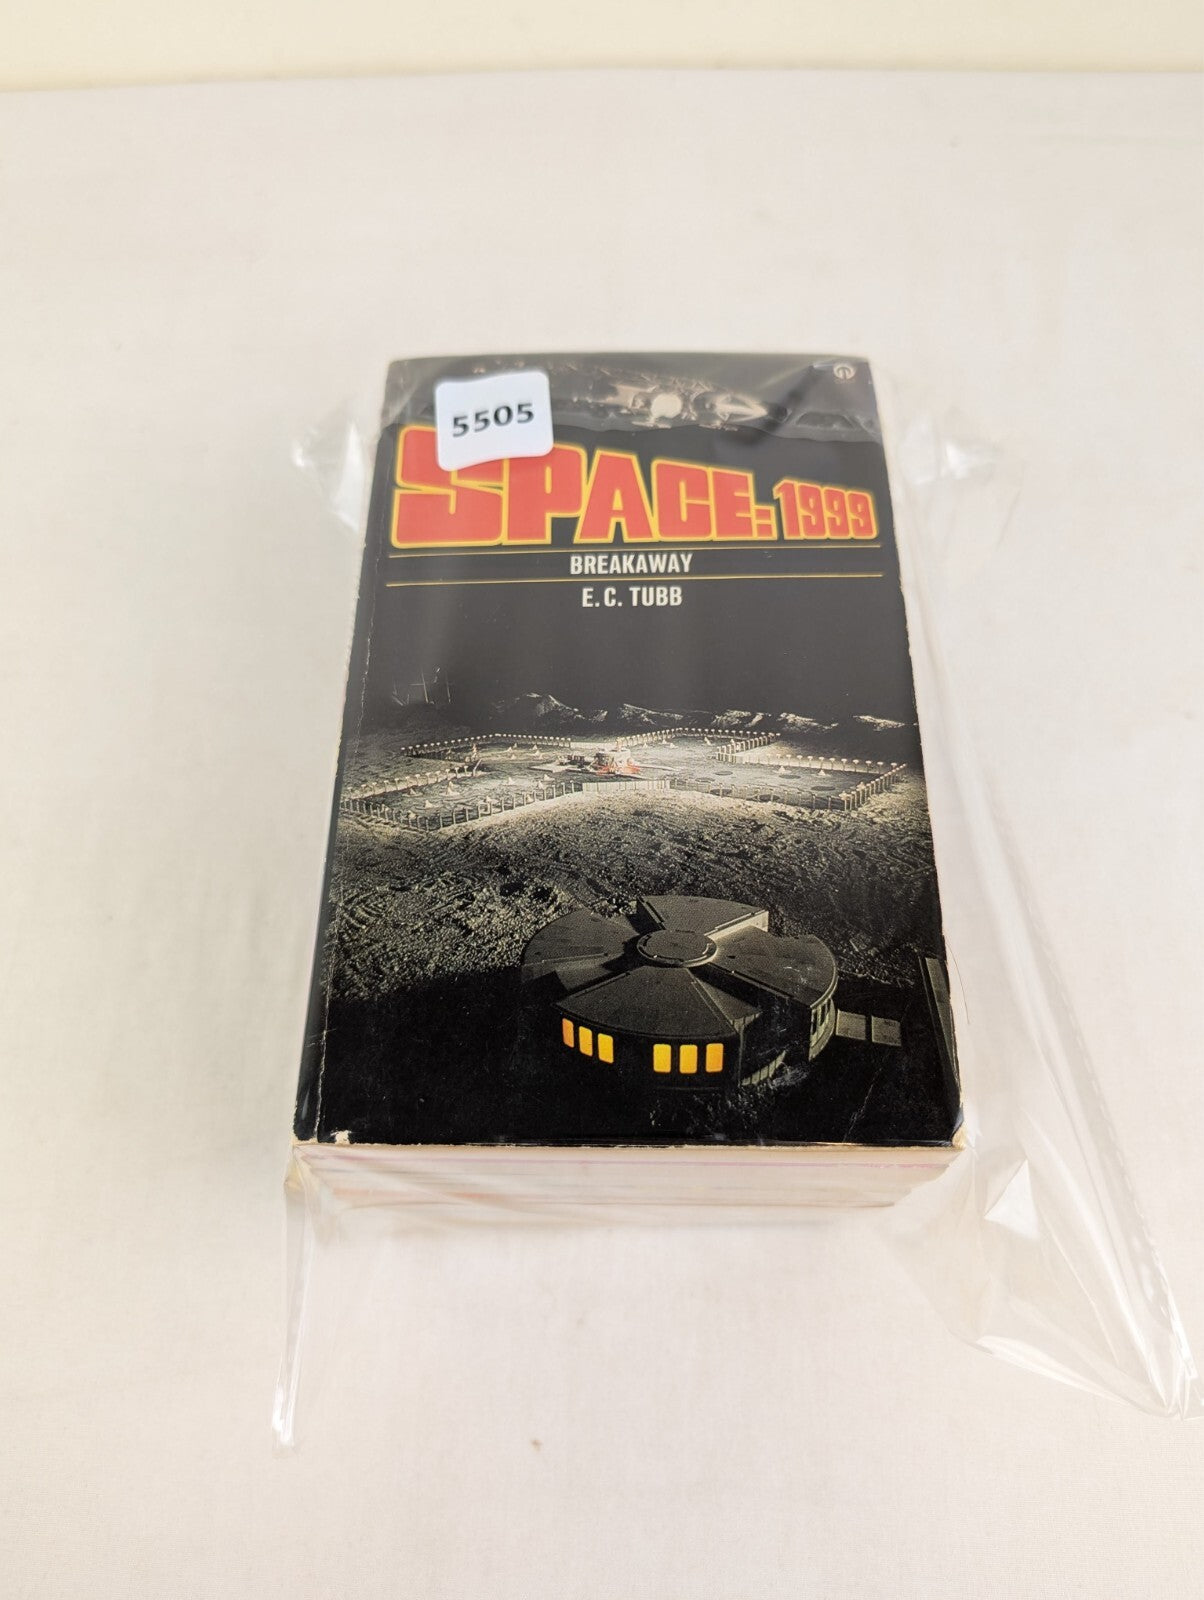 5505
SPACE: 1999
BREAKAWAY
E. C. TUBB